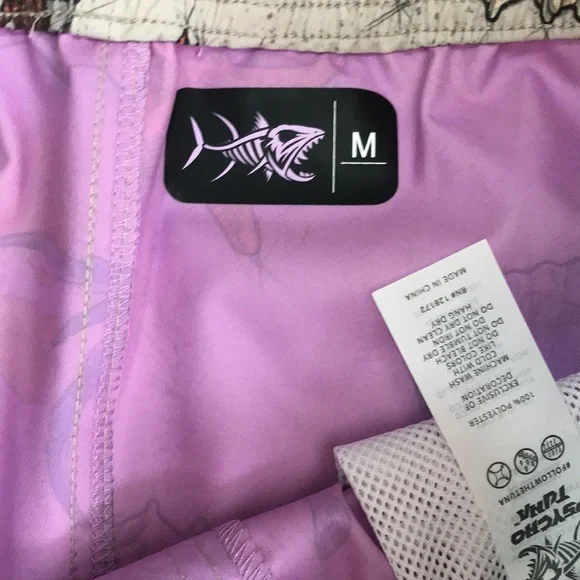 M
PSYCHO
TUNA
#FOLLOWTHETUNA
100% POLYESTER
EXCLUSIVE OF
DECORATION
MACHINE WASH
COLD WITH
LIKE COLORS
DO NOT BLEACH
DO NOT TUMBLE DRY
DO NOT IRON
DO NOT DRY CLEAN
HANG DRY
RN# 128172
MADE IN CHINA